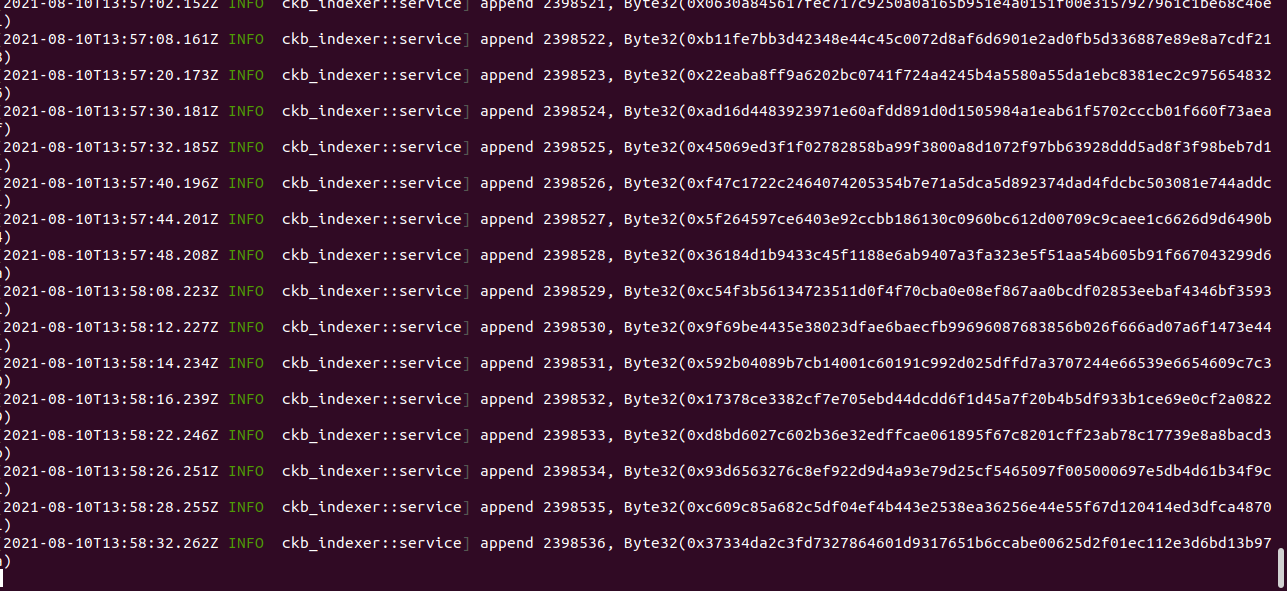 2021-08-10T13:57:02.152Z INFO ckb_indexer::service] append 2398521, Byte32(0x0630a845617fec717c9250a0a165b951e4a0151f00e3157927961c1be68c46e
)
2021-08-10T13:57:08.161Z INFO ckb_indexer::service] append 2398522, Byte32(0xb11fe7bb3d42348e44c45c0072d8af6d6901e2ad0fb5d336887e89e8a7cdf21
)
2021-08-10T13:57:20.173Z INFO ckb_indexer::service] append 2398523, Byte32(0x22eaba8ff9a6202bc0741f724a4245b4a5580a55da1ebc8381ec2c975654832
)
2021-08-10T13:57:30.181Z INFO ckb_indexer::service] append 2398524, Byte32(0xad16d4483923971e60afdd891d0d1505984a1eab61f5702cccb01f660f73aea
)
2021-08-10T13:57:32.185Z INFO ckb_indexer::service] append 2398525, Byte32(0x45069ed3f1f02782858ba99f3800a8d1072f97bb63928ddd5ad8f3f98beb7d1
)
2021-08-10T13:57:40.196Z INFO ckb_indexer::service] append 2398526, Byte32(0xf47c1722c2464074205354b7e71a5dca5d892374dad4fdcbc503081e744addc
)
2021-08-10T13:57:44.201Z INFO ckb_indexer::service] append 2398527, Byte32(0x5f264597ce6403e92ccbb186130c0960bc612d00709c9caee1c6626d9d6490b
)
2021-08-10T13:57:48.208Z INFO ckb_indexer::service] append 2398528, Byte32(0x36184d1b9433c45f1188e6ab9407a3fa323e5f51aa54b605b91f667043299d6
)
2021-08-10T13:58:08.223Z INFO ckb_indexer::service] append 2398529, Byte32(0xc54f3b56134723511d0f4f70cba0e08ef867aa0bcdf02853eebaf4346bf3593
)
2021-08-10T13:58:12.227Z INFO ckb_indexer::service] append 2398530, Byte32(0x9f69be4435e38023dfae6baecfb99696087683856b026f666ad07a6f1473e44
)
2021-08-10T13:58:14.234Z INFO ckb_indexer::service] append 2398531, Byte32(0x592b04089b7cb14001c60191c992d025dffd7a3707244e66539e6654609c7c3
)
2021-08-10T13:58:16.239Z INFO ckb_indexer::service] append 2398532, Byte32(0x17378ce3382cf7e705ebd44dcdd6f1d45a7f20b4b5df933b1ce69e0cf2a0822
)
2021-08-10T13:58:22.246Z INFO ckb_indexer::service] append 2398533, Byte32(0xd8bd6027c602b36e32edffcae061895f67c8201cff23ab78c17739e8a8bacd3
)
2021-08-10T13:58:26.251Z INFO ckb_indexer::service] append 2398534, Byte32(0x93d6563276c8ef922d9d4a93e79d25cf5465097f005000697e5db4d61b34f9c
)
2021-08-10T13:58:28.255Z INFO ckb_indexer::service] append 2398535, Byte32(0xc609c85a682c5df04ef4b443e2538ea36256e44e55f67d120414ed3dfca4870
)
2021-08-10T13:58:32.262Z INFO ckb_indexer::service] append 2398536, Byte32(0x37334da2c3fd7327864601d9317651b6ccabe00625d2f01ec112e3d6bd13b97
)